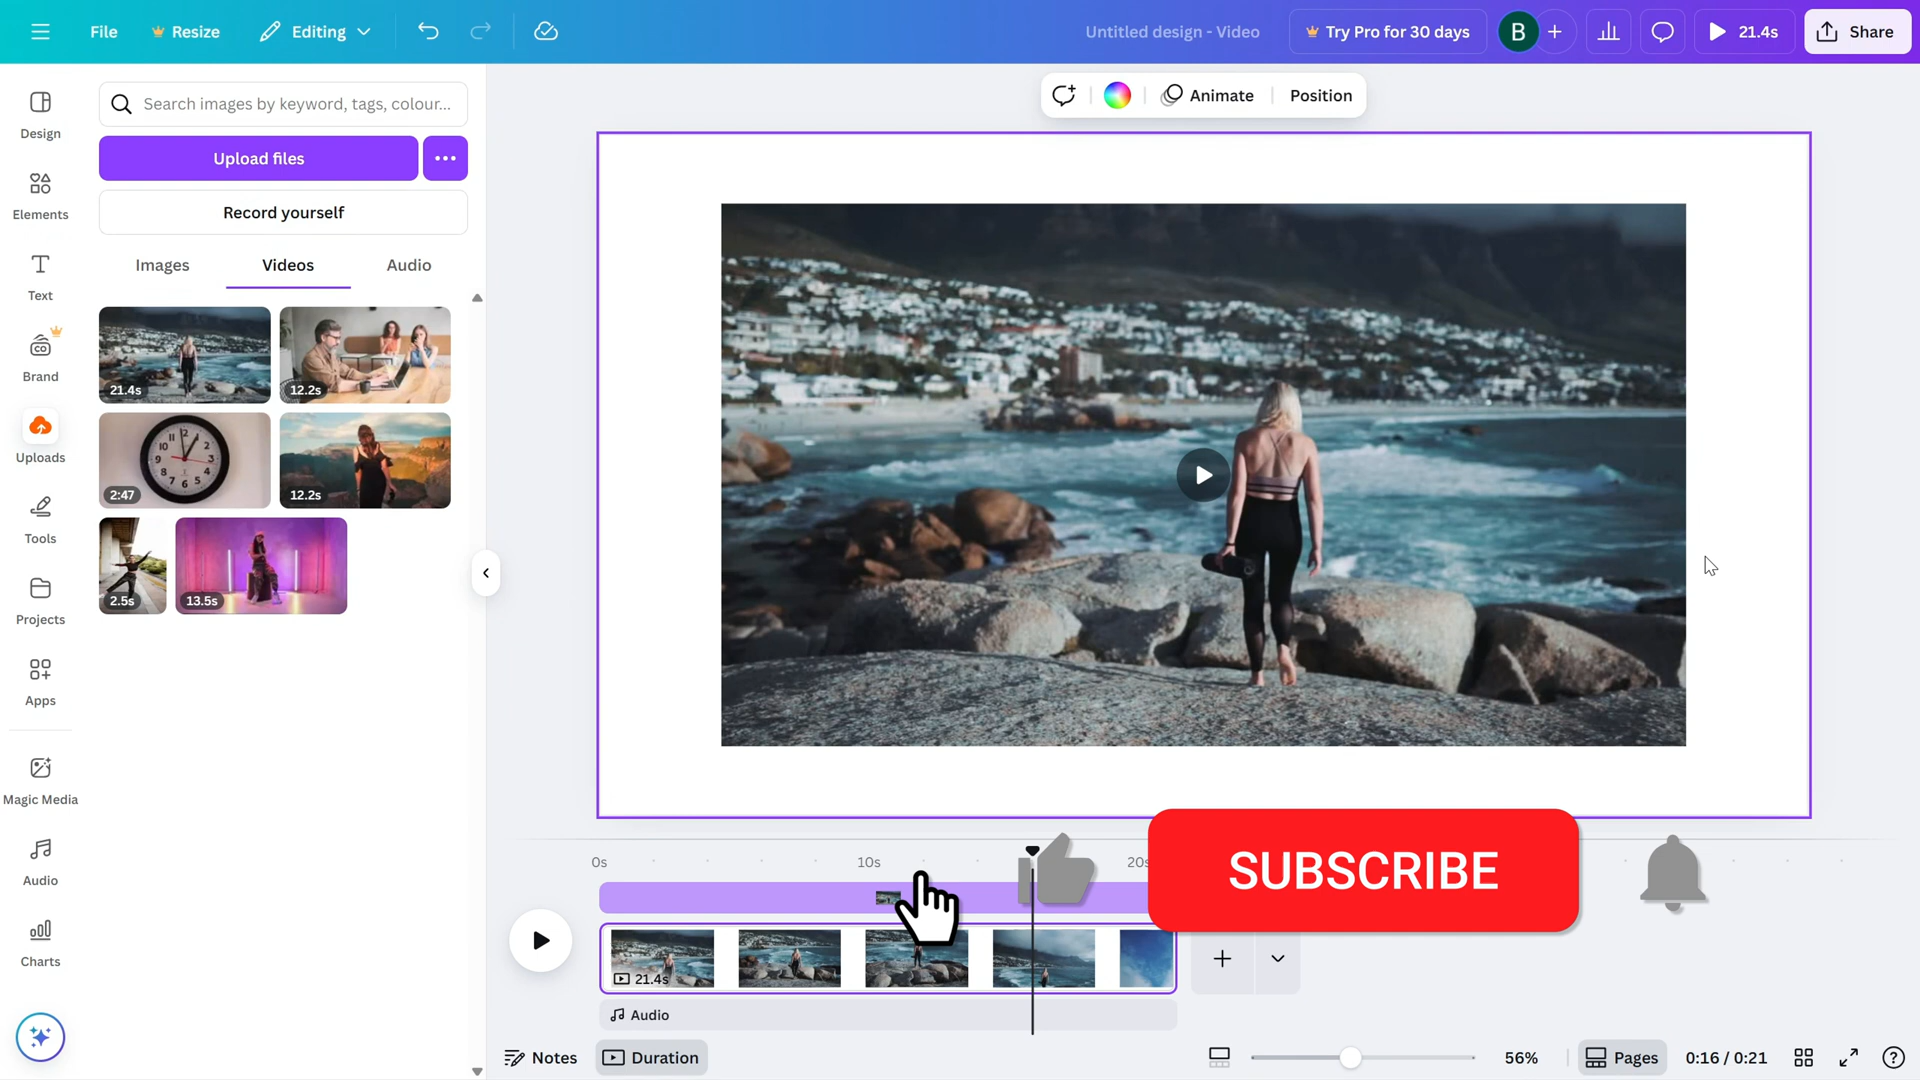 File
Resize
Editing
Untitled design - Video
Try Pro for 30 days
B
21.4s
Share
Design
Elements
Text
Brand
Uploads
Tools
Projects
Apps
Magic Media
Audio
Charts
Search images by keyword, tags, colour...
Upload files
Record yourself
Images
Videos
Audio
21.4s
12.2s
2:47
12.2s
2.5s
13.5s
Animate
Position
0s
10s
20s
SUBSCRIBE
21.4s
Audio
Notes
Duration
56%
Pages
0:16 / 0:21